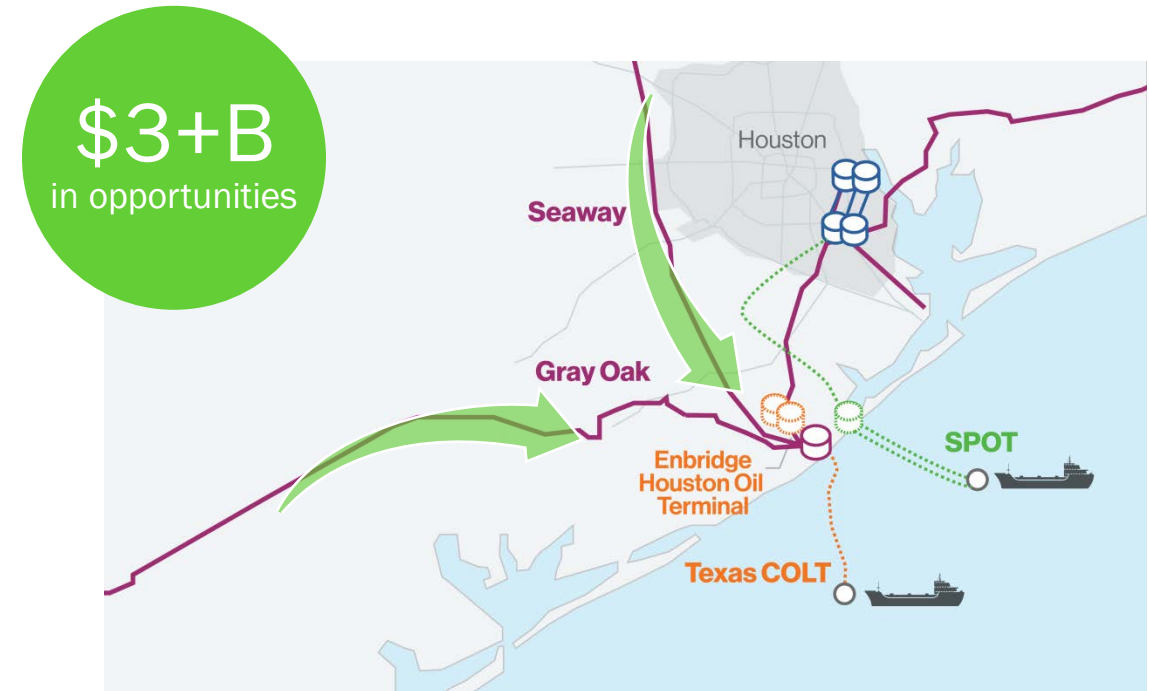 $3+B
in opportunities
Houston
Seaway
Gray Oak
SPOT
Enbridge
Houston Oil
Terminal
Texas COLT